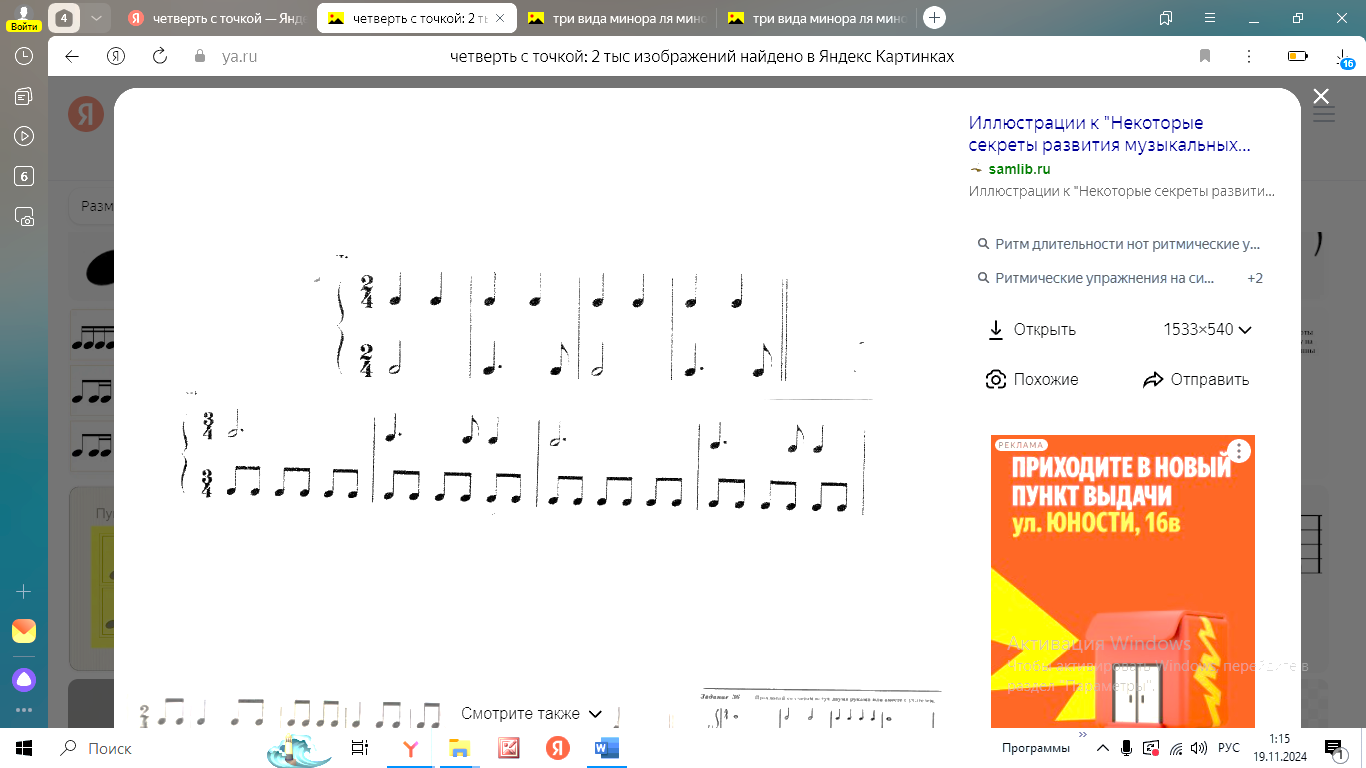 Войти
4
четверть с точкой — Янде
четверть с точкой: 2 ты
три вида минора ля мино
три вида минора ля мино
ya.ru
четверть с точкой: 2 тыс изображений найдено в Яндекс Картинках
16
6
Разм
Иллюстрации к "Некоторые
секреты развития музыкальных...
samlib.ru
Иллюстрации к "Некоторые секреты развити...
Ритм длительности нот ритмические у...
Ритмические упражнения на си...
+2
Открыть
1533×540
Похожие
Отправить
2
4
2
4
3
4
3
4
РЕКЛАМА
ПРИХОДИТЕ В НОВЫЙ
ПУНКТ ВЫДАЧИ
ул. ЮНОСТИ, 16в
Активация Windows
Чтобы активировать Windows, перейдите в
раздел "Параметры".
Задание
2
4
Смотрите также
Поиск
Программы
РУС
1:15
19.11.2024
1